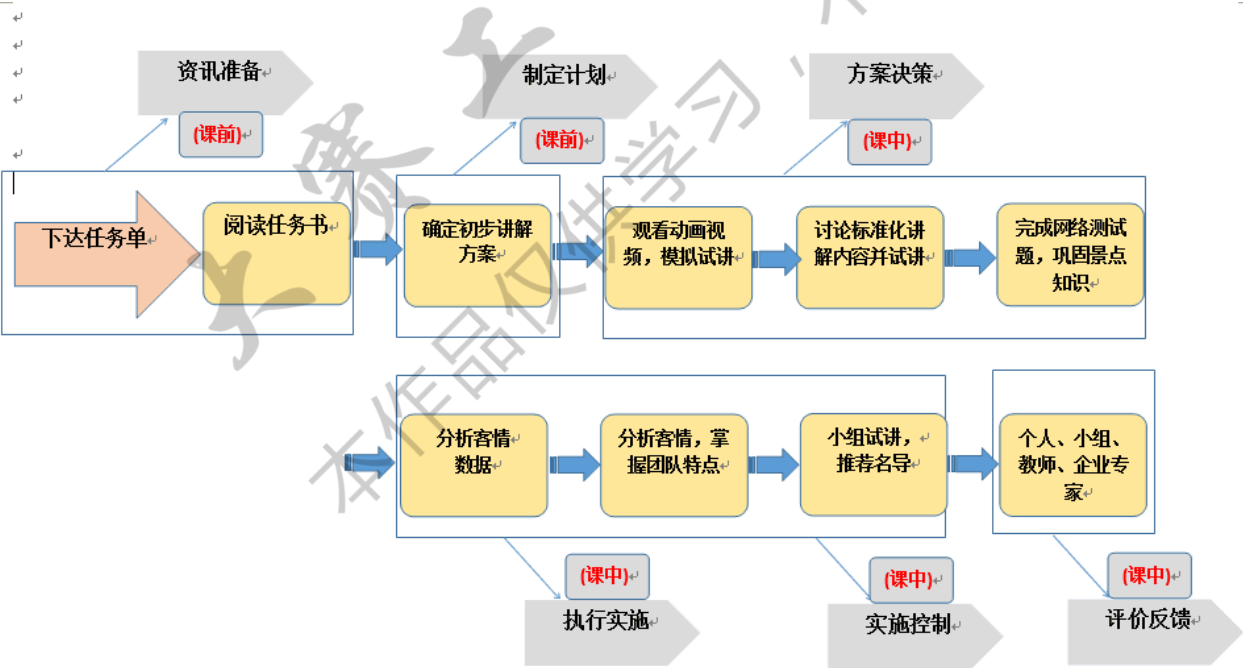 资讯准备
制定计划
方案决策
(课前)
(课前)
(课中)
下达任务单
阅读任务书
确定初步讲解
方案
观看动画视
频，模拟试讲
讨论标准化讲
解内容并试讲
完成网络测试
题，巩固景点
知识
分析客情
数据
分析客情，掌
握团队特点
小组试讲，
推荐名导
个人、小组、
教师、企业专
家
(课中)
(课中)
(课中)
执行实施
实施控制
评价反馈
大赛工
本作品仅供学习，